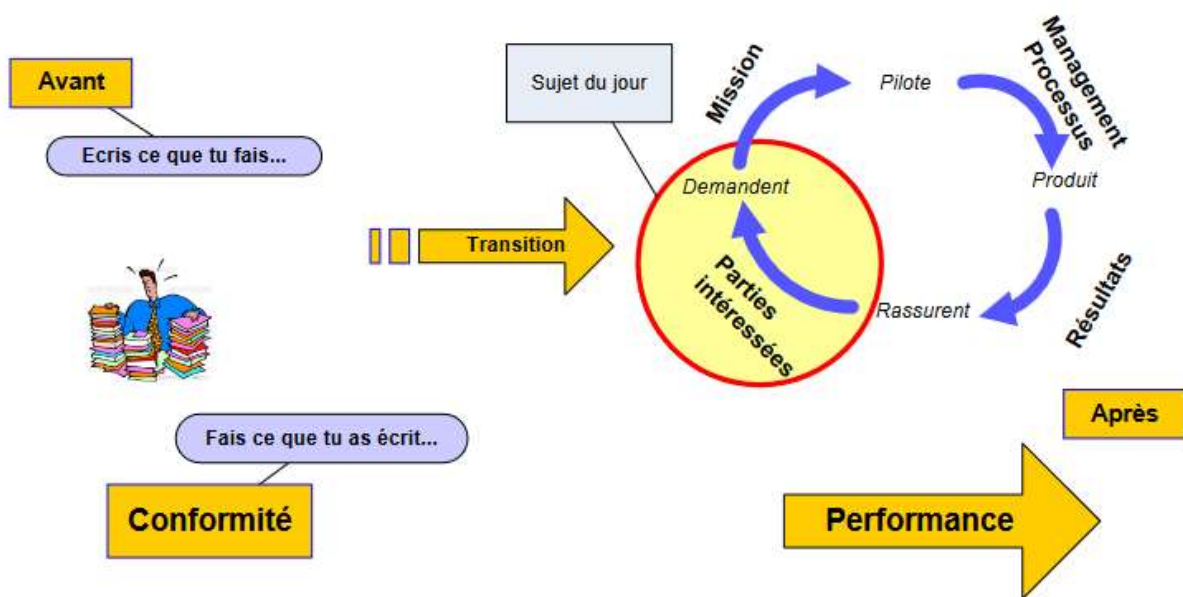 Avant
Ecris ce que tu fais...
Fais ce que tu as écrit...
Conformité
Transition
Sujet du jour
Mission
Pilote
Management
Processus
Produit
Résultats
Rassurent
Parties
intéressées
Demandent
Après
Performance